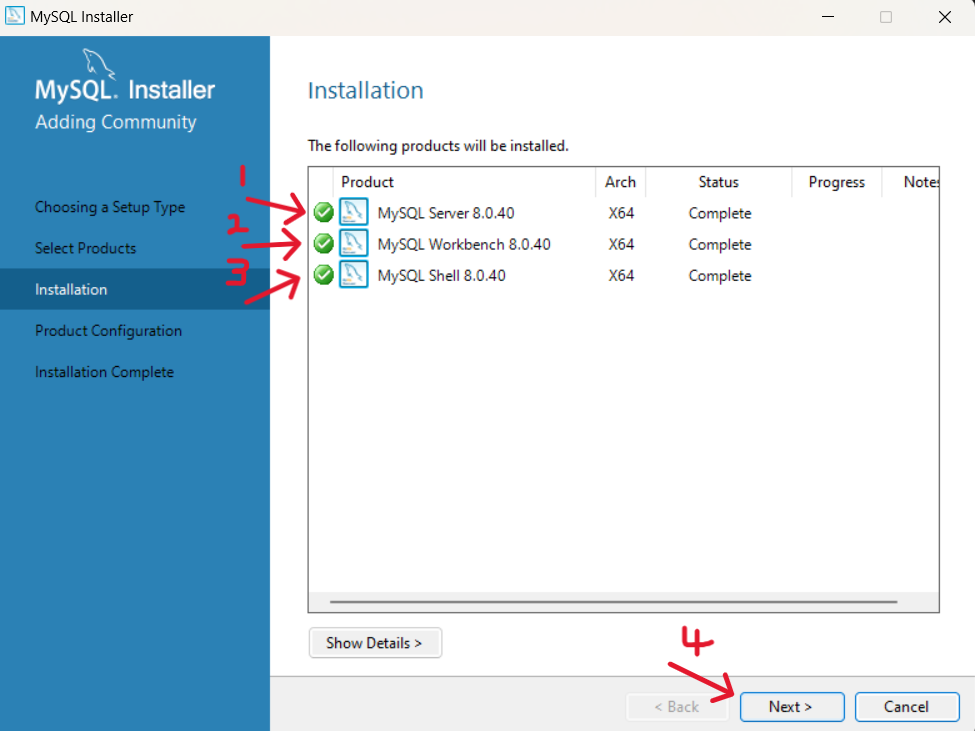 MySQL Installer
MySQL. Installer
Adding Community
Choosing a Setup Type
Select Products
Installation
Product Configuration
Installation Complete
Installation
The following products will be installed.
Product Arch Status Progress Notes
1
MySQL Server 8.0.40 X64 Complete
2
MySQL Workbench 8.0.40 X64 Complete
3
MySQL Shell 8.0.40 X64 Complete
Show Details >
4
< Back Next > Cancel